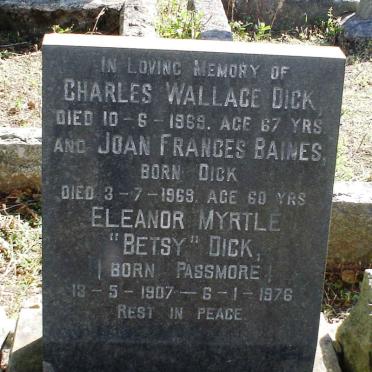 IN LOVING MEMORY OF
CHARLES WALLACE DICK,
DIED 10-6-1969. AGE 67 YRS
AND JOAN FRANCES BAINES,
BORN DICK
DIED 3-7-1969. AGE 60 YRS
ELEANOR MYRTLE
"BETSY" DICK,
(BORN PASSMORE)
18-5-1907-6-1-1976
REST IN PEACE.